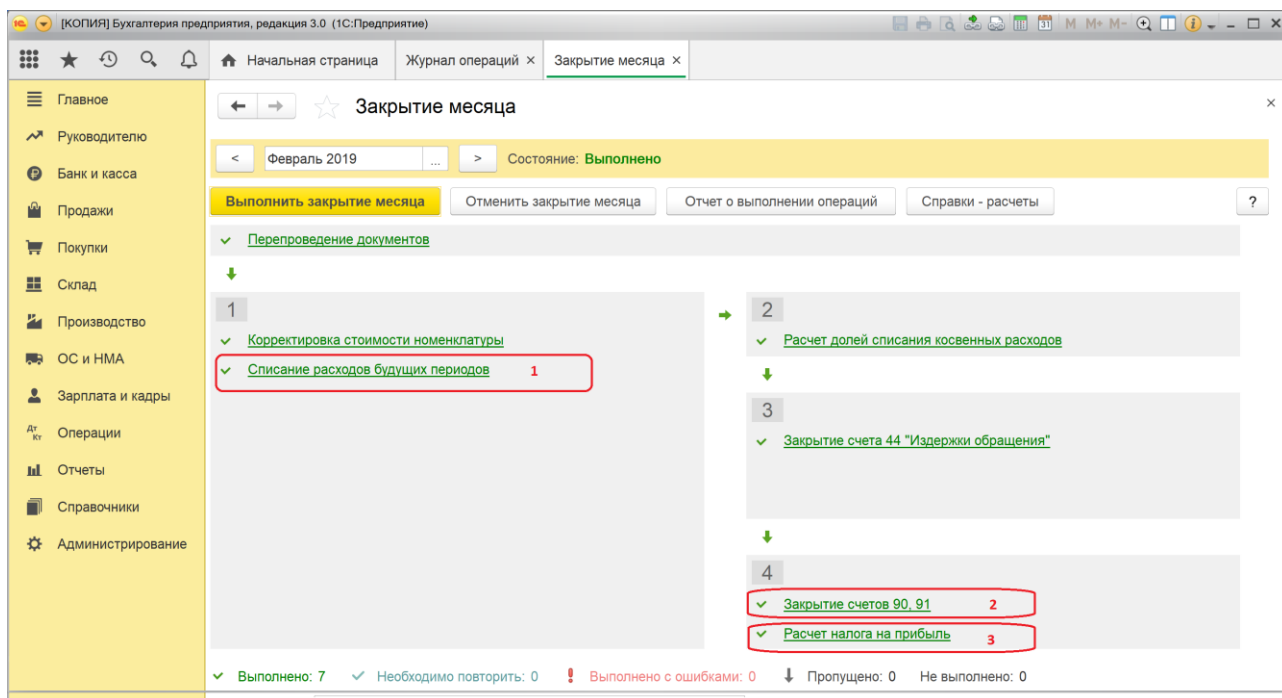 [КОПИЯ] Бухгалтерия предприятия, редакция 3.0 (1С:Предприятие)
31 M M+ M-
Начальная страница
Журнал операций ×
Закрытие месяца ×
Главное
Руководителю
Банк и касса
Продажи
Покупки
Склад
Производство
ОС и НМА
Зарплата и кадры
Дт Кт Операции
Отчеты
Справочники
Администрирование
Закрытие месяца
< Февраль 2019 ... > Состояние: Выполнено
Выполнить закрытие месяца Отменить закрытие месяца Отчет о выполнении операций Справки - расчеты ?
Перепроведение документов
1
Корректировка стоимости номенклатуры
Списание расходов будущих периодов 1
2
Расчет долей списания косвенных расходов
3
Закрытие счета 44 "Издержки обращения"
4
Закрытие счетов 90, 91 2
Расчет налога на прибыль 3
Выполнено: 7 Необходимо повторить: 0 Выполнено с ошибками: 0 Пропущено: 0 Не выполнено: 0